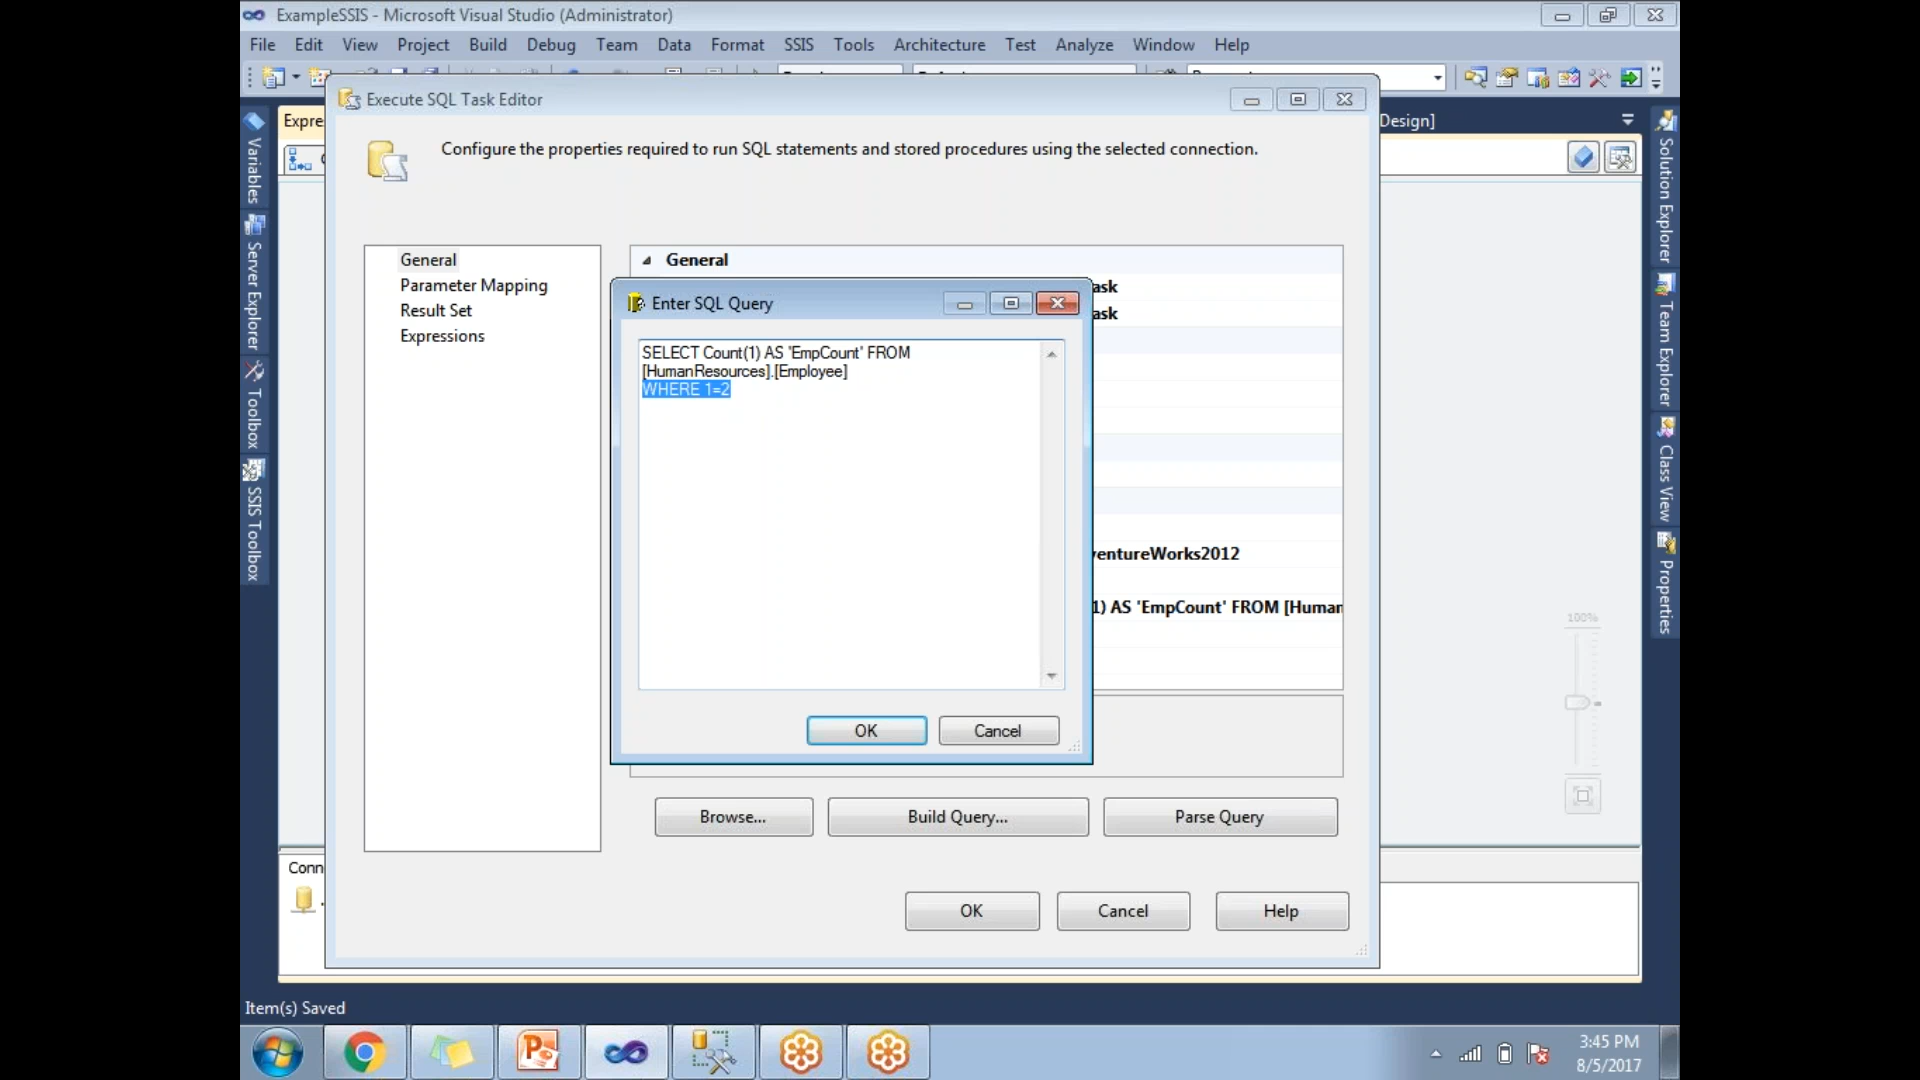 ExampleSSIS - Microsoft Visual Studio (Administrator)
File Edit View Project Build Debug Team Data Format SSIS Tools Architecture Test Analyze Window Help
Execute SQL Task Editor
Expre
Design]
Configure the properties required to run SQL statements and stored procedures using the selected connection.
Variables
Server Explorer
Toolbox
SSIS Toolbox
General
Parameter Mapping
Result Set
Expressions
General
ask
ask
ventureWorks2012
1) AS 'EmpCount' FROM [Humar
Enter SQL Query
SELECT Count(1) AS 'EmpCount' FROM
[HumanResources].[Employee]
WHERE 1=2
OK Cancel
Browse... Build Query... Parse Query
OK Cancel Help
Solution Explorer
Team Explorer
Class View
Properties
100%
Conn
Item(s) Saved
3:45 PM
8/5/2017